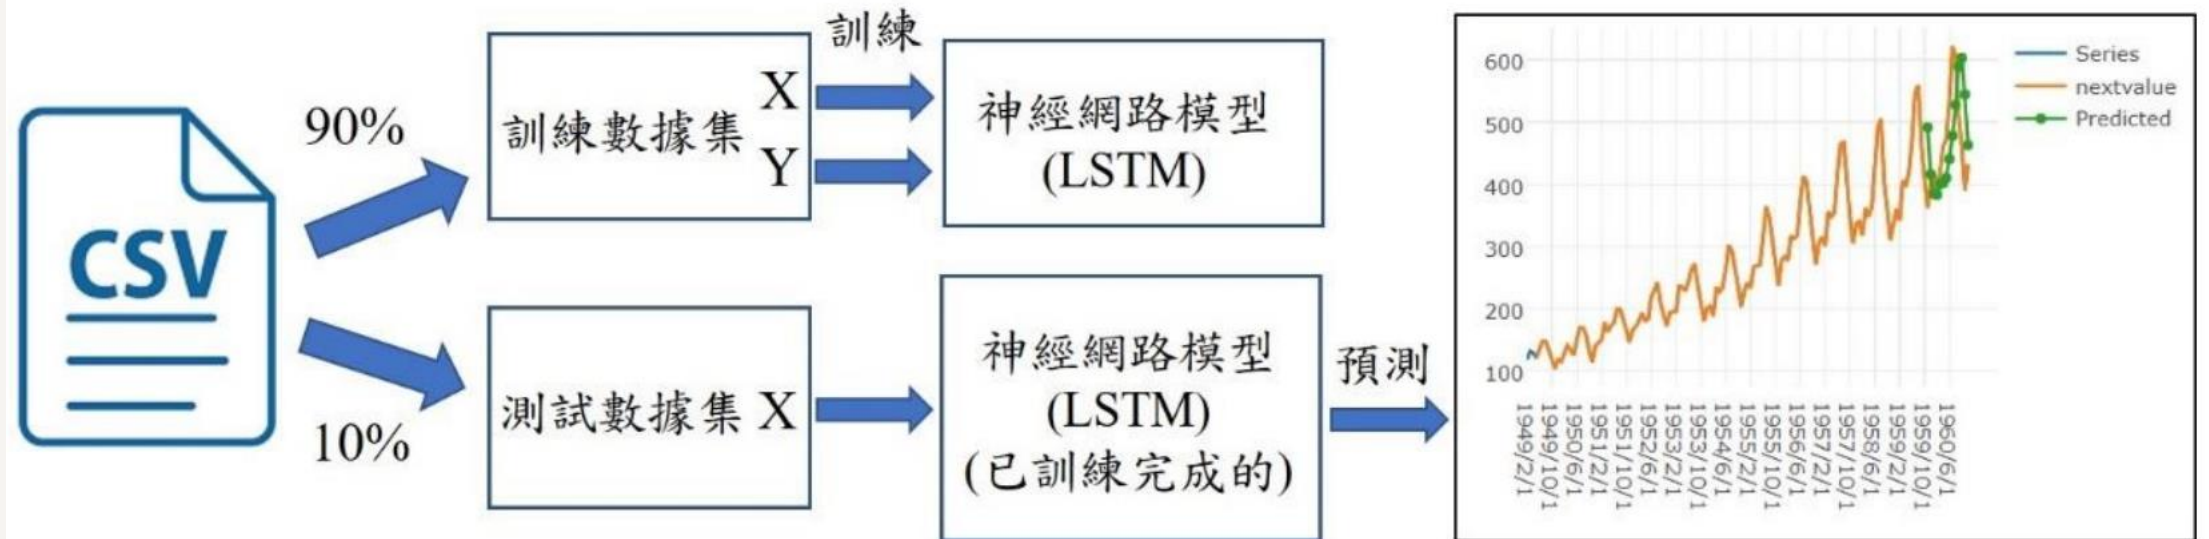 CSV
90%
10%
訓練數據集
X
Y
訓練
神經網路模型
(LSTM)
測試數據集 X
神經網路模型
(LSTM)
(已訓練完成的)
預測
600
500
400
300
200
100
1949/2/1
1949/10/1
1950/6/1
1951/2/1
1951/10/1
1952/6/1
1953/2/1
1953/10/1
1954/6/1
1955/2/1
1955/10/1
1956/6/1
1957/2/1
1957/10/1
1958/6/1
1959/2/1
1959/10/1
1960/6/1
Series
nextvalue
Predicted